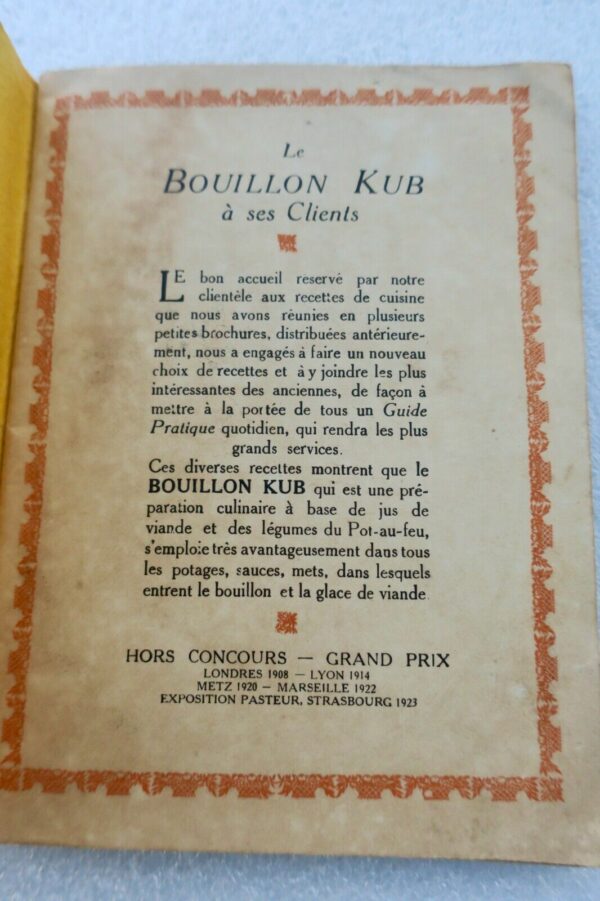 Le
BOUILLON KUB
à ses Clients
LE bon accueil réservé par notre
clientèle aux recettes de cuisine
que nous avons réunies en plusieurs
petites brochures, distribuées antérieure-
ment, nous a engagés à faire un nouveau
choix de recettes et à y joindre les plus
intéressantes des anciennes, de façon à
mettre à la portée de tous un Guide
Pratique quotidien, qui rendra les plus
grands services.
Ces diverses recettes montrent que le
BOUILLON KUB qui est une pré-
paration culinaire à base de jus de
viande et des légumes du Pot-au-feu,
s'emploie très avantageusement dans tous
les potages, sauces, mets, dans lesquels
entrent le bouillon et la glace de viande
HORS CONCOURS — GRAND PRIX
LONDRES 1908 — LYON 1914
METZ 1920 — MARSEILLE 1922
EXPOSITION PASTEUR, STRASBOURG 1923